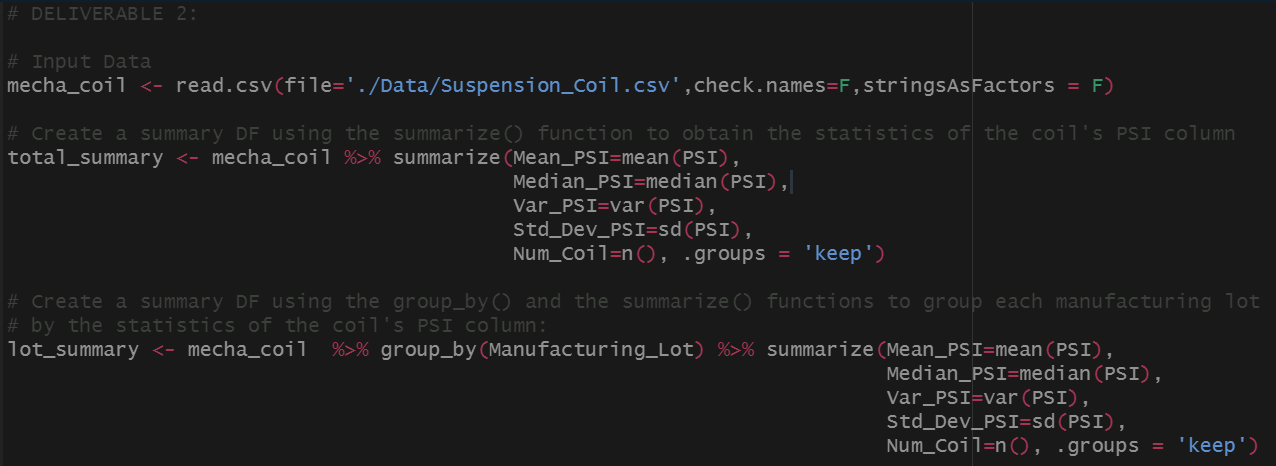 # DELIVERABLE 2:
# Input Data
mecha_coil <- read.csv(file='./Data/Suspension_Coil.csv',check.names=F,stringsAsFactors = F)
# Create a summary DF using the summarize() function to obtain the statistics of the coil's PSI column
total_summary <- mecha_coil %>% summarize(Mean_PSI=mean(PSI),
Median_PSI=median(PSI),
Var_PSI=var(PSI),
Std_Dev_PSI=sd(PSI),
Num_Coil=n(), .groups = 'keep')
# Create a summary DF using the group_by() and the summarize() functions to group each manufacturing lot
# by the statistics of the coil's PSI column:
lot_summary <- mecha_coil  %>% group_by(Manufacturing_Lot) %>% summarize(Mean_PSI=mean(PSI),
Median_PSI=median(PSI),
Var_PSI=var(PSI),
Std_Dev_PSI=sd(PSI),
Num_Coil=n(), .groups = 'keep')